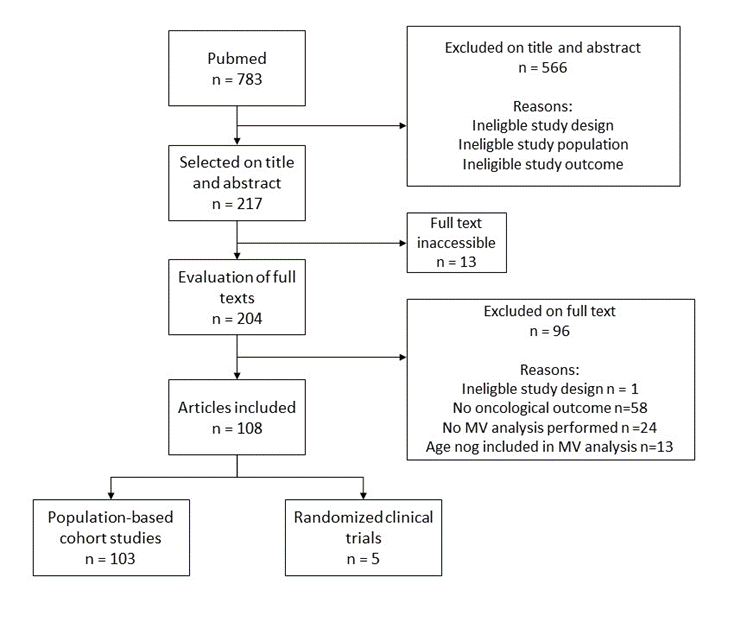 Pubmed
n = 783
Excluded on title and abstract
n = 566
Reasons:
Ineligble study design
Ineligble study population
Ineligible study outcome
Selected on title
and abstract
n = 217
Full text
inaccessible
n = 13
Evaluation of full
texts
n = 204
Excluded on full text
n = 96
Reasons:
Ineligble study design n = 1
No oncological outcome n=58
No MV analysis performed n =24
Age nog included in MV analysis n=13
Articles included
n = 108
Population-based
cohort studies
n = 103
Randomized clinical
trials
n = 5